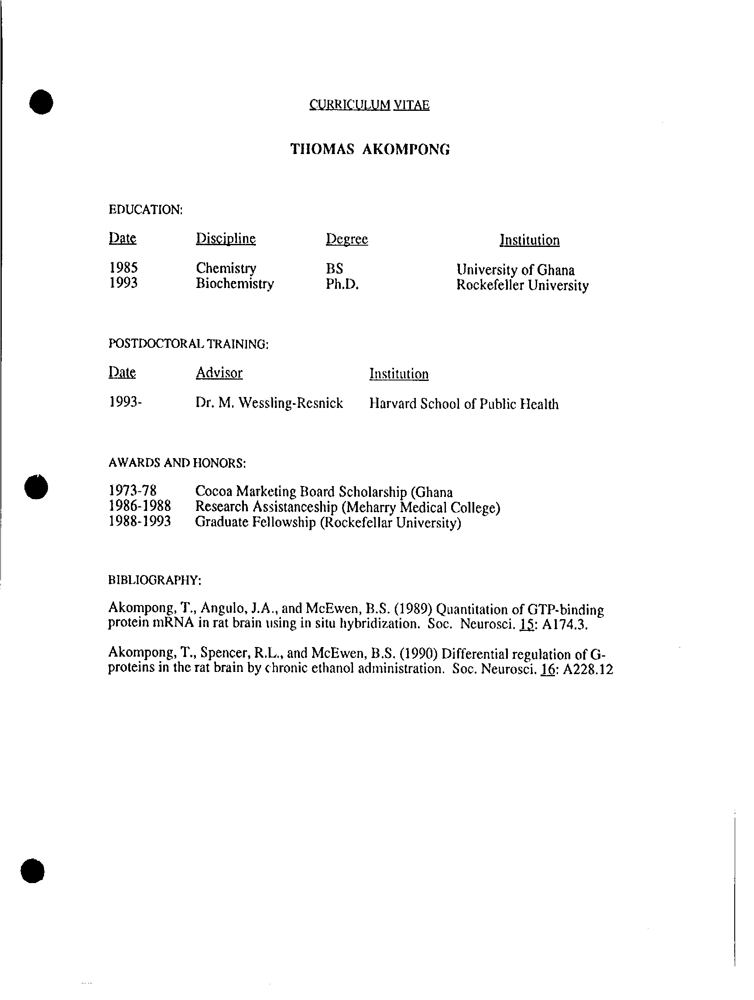 CURRICULUM VITAE
THOMAS AKOMPONG
EDUCATION:
Date Discipline Degree Institution
1985 Chemistry BS University of Ghana
1993 Biochemistry Ph.D. Rockefeller University
POSTDOCTORAL TRAINING:
Date Advisor Institution
1993- Dr. M. Wessling-Resnick Harvard School of Public Health
AWARDS AND HONORS:
1973-78 Cocoa Marketing Board Scholarship (Ghana
1986-1988 Research Assistanceship (Meharry Medical College)
1988-1993 Graduate Fellowship (Rockefellar University)
BIBLIOGRAPHY:
Akompong, T., Angulo, J.A., and McEwen, B.S. (1989) Quantitation of GTP-binding
protein mRNA in rat brain using in situ hybridization. Soc. Neurosci. 15: A174.3.
Akompong, T., Spencer, R.L., and McEwen, B.S. (1990) Differential regulation of G-
proteins in the rat brain by chronic ethanol administration. Soc. Neurosci. 16: A228.12